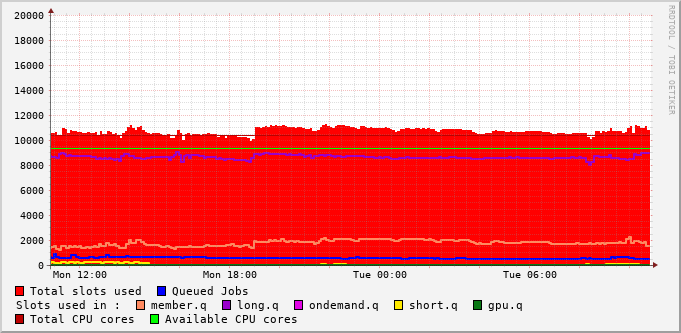 20000
18000
16000
14000
12000
10000
8000
6000
4000
2000
0
Mon 12:00 Mon 18:00 Tue 00:00 Tue 06:00
RRDTOOL / TOBI OETIKER
Total slots used Queued Jobs
Slots used in : member.q long.q ondemand.q short.q gpu.q
Total CPU cores Available CPU cores